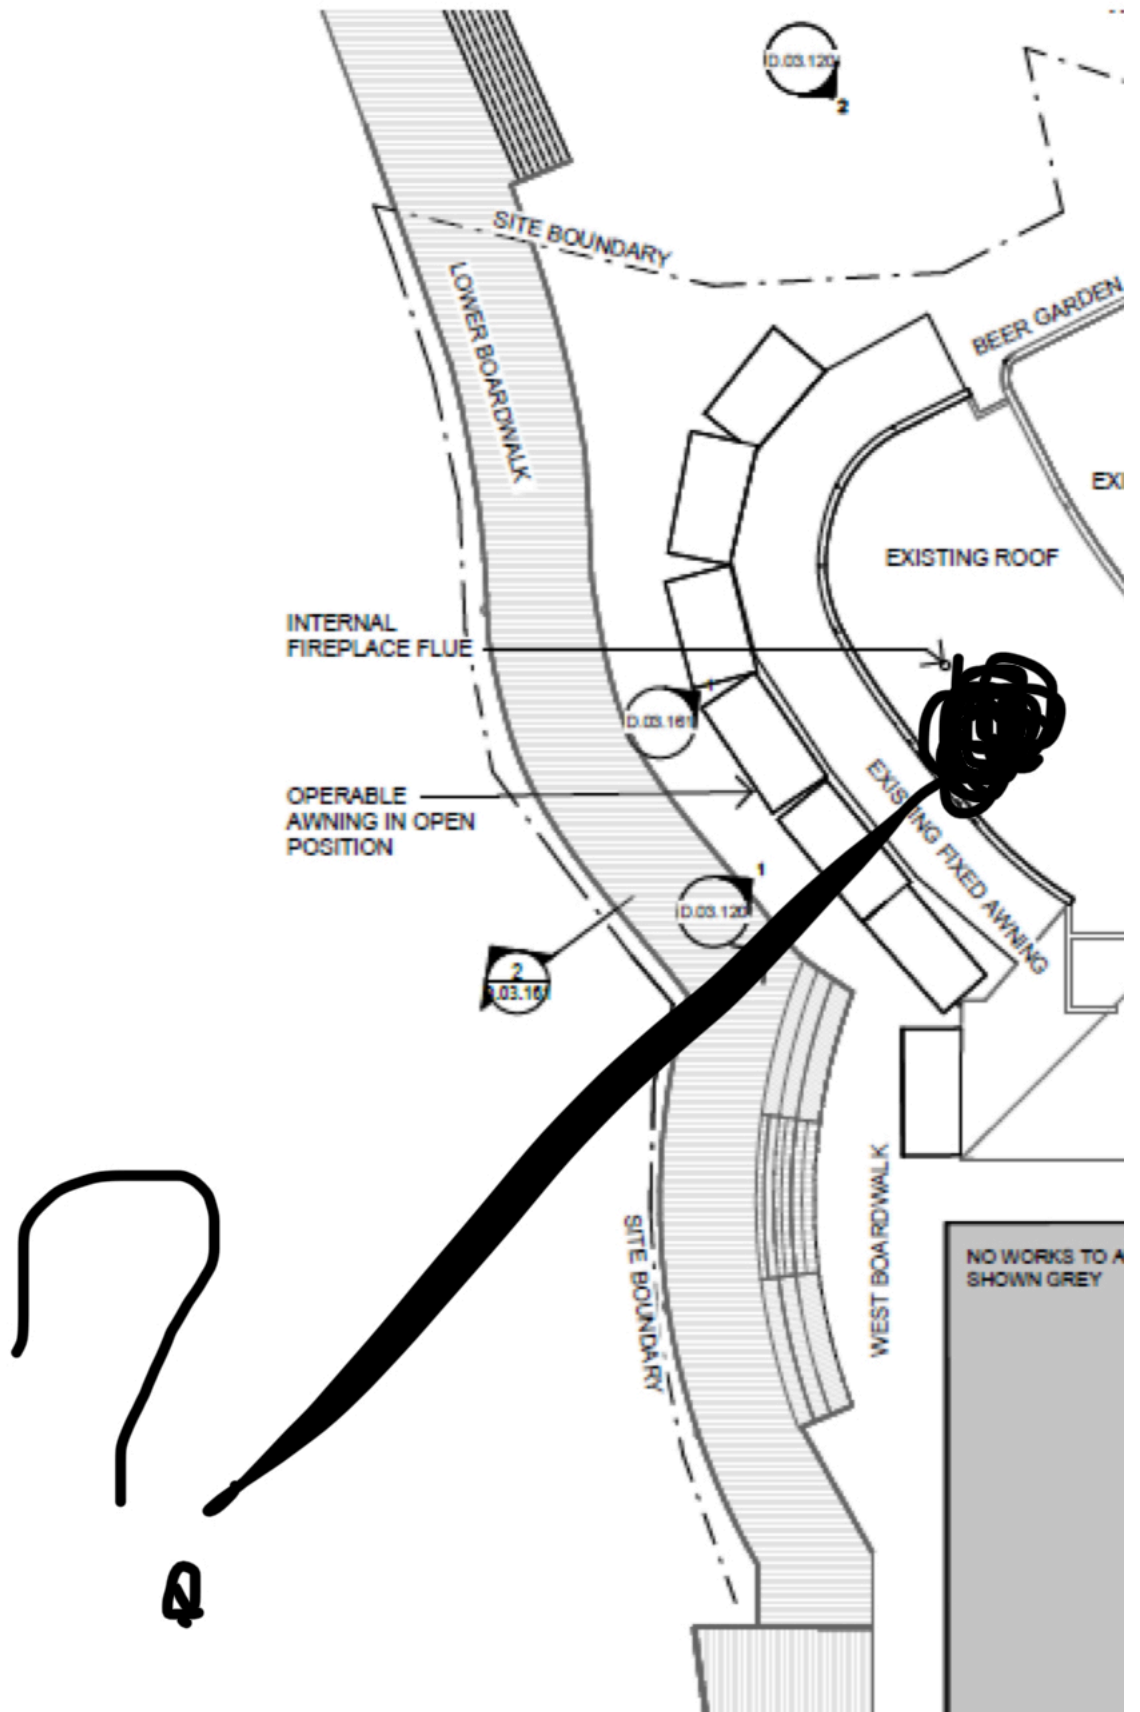 D.03.120
2
SITE BOUNDARY
LOWER BOARDWALK
BEER GARDEN
EXISTING ROOF
INTERNAL
FIREPLACE FLUE
1
D.03.161
OPERABLE
AWNING IN OPEN
POSITION
EXISTING FIXED AWNING
1
D.03.120
2
D.03.161
?
WEST BOARDWALK
SITE BOUNDARY
NO WORKS TO A
SHOWN GREY